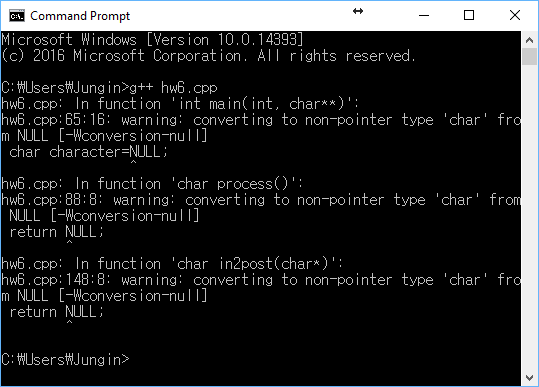 Command Prompt
Microsoft Windows [Version 10.0.14393]
(c) 2016 Microsoft Corporation. All rights reserved.
C:₩Users₩Jungin>g++ hw6.cpp
hw6.cpp: In function 'int main(int, char**)':
hw6.cpp:65:16: warning: converting to non-pointer type 'char' fro
m NULL [-Wconversion-null]
char character=NULL;
^
hw6.cpp: In function 'char process()':
hw6.cpp:88:8: warning: converting to non-pointer type 'char' from
NULL [-Wconversion-null]
return NULL;
^
hw6.cpp: In function 'char in2post(char*)':
hw6.cpp:148:8: warning: converting to non-pointer type 'char' fro
m NULL [-Wconversion-null]
return NULL;
^
C:₩Users₩Jungin>